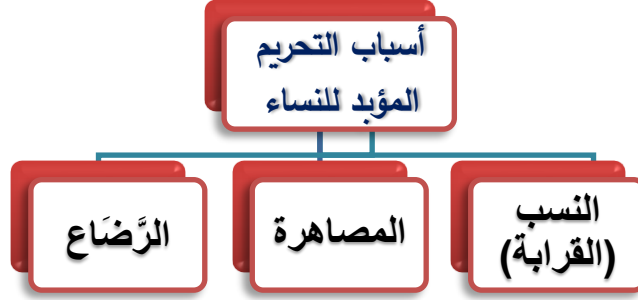 أسباب التحريم
المؤبد للنساء
النسب
(القرابة)
المصاهرة
الرَّضَاع